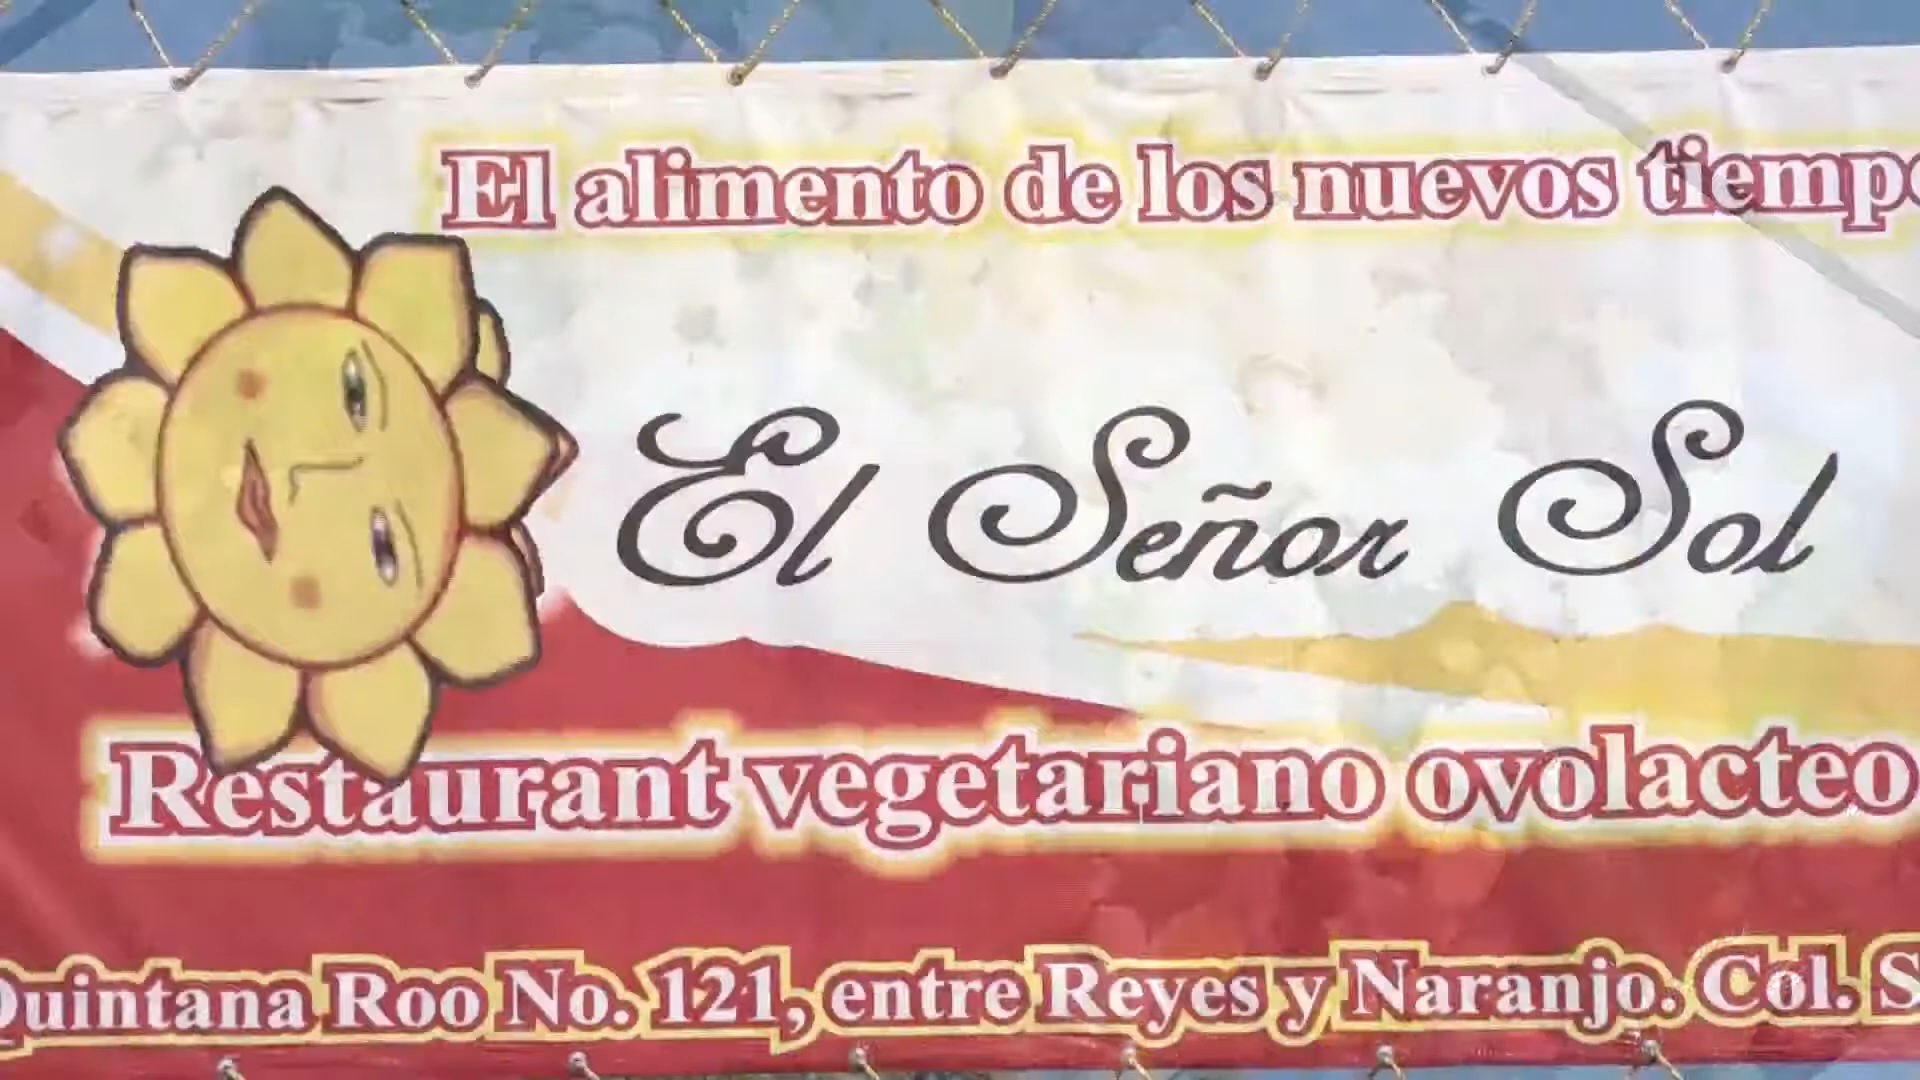 El alimento de los nuevos
El Señor Sol
Restaurant vegetariano ovolacteo
Quintana Roo No. 121, entre Reyes y Naranjo. Col.